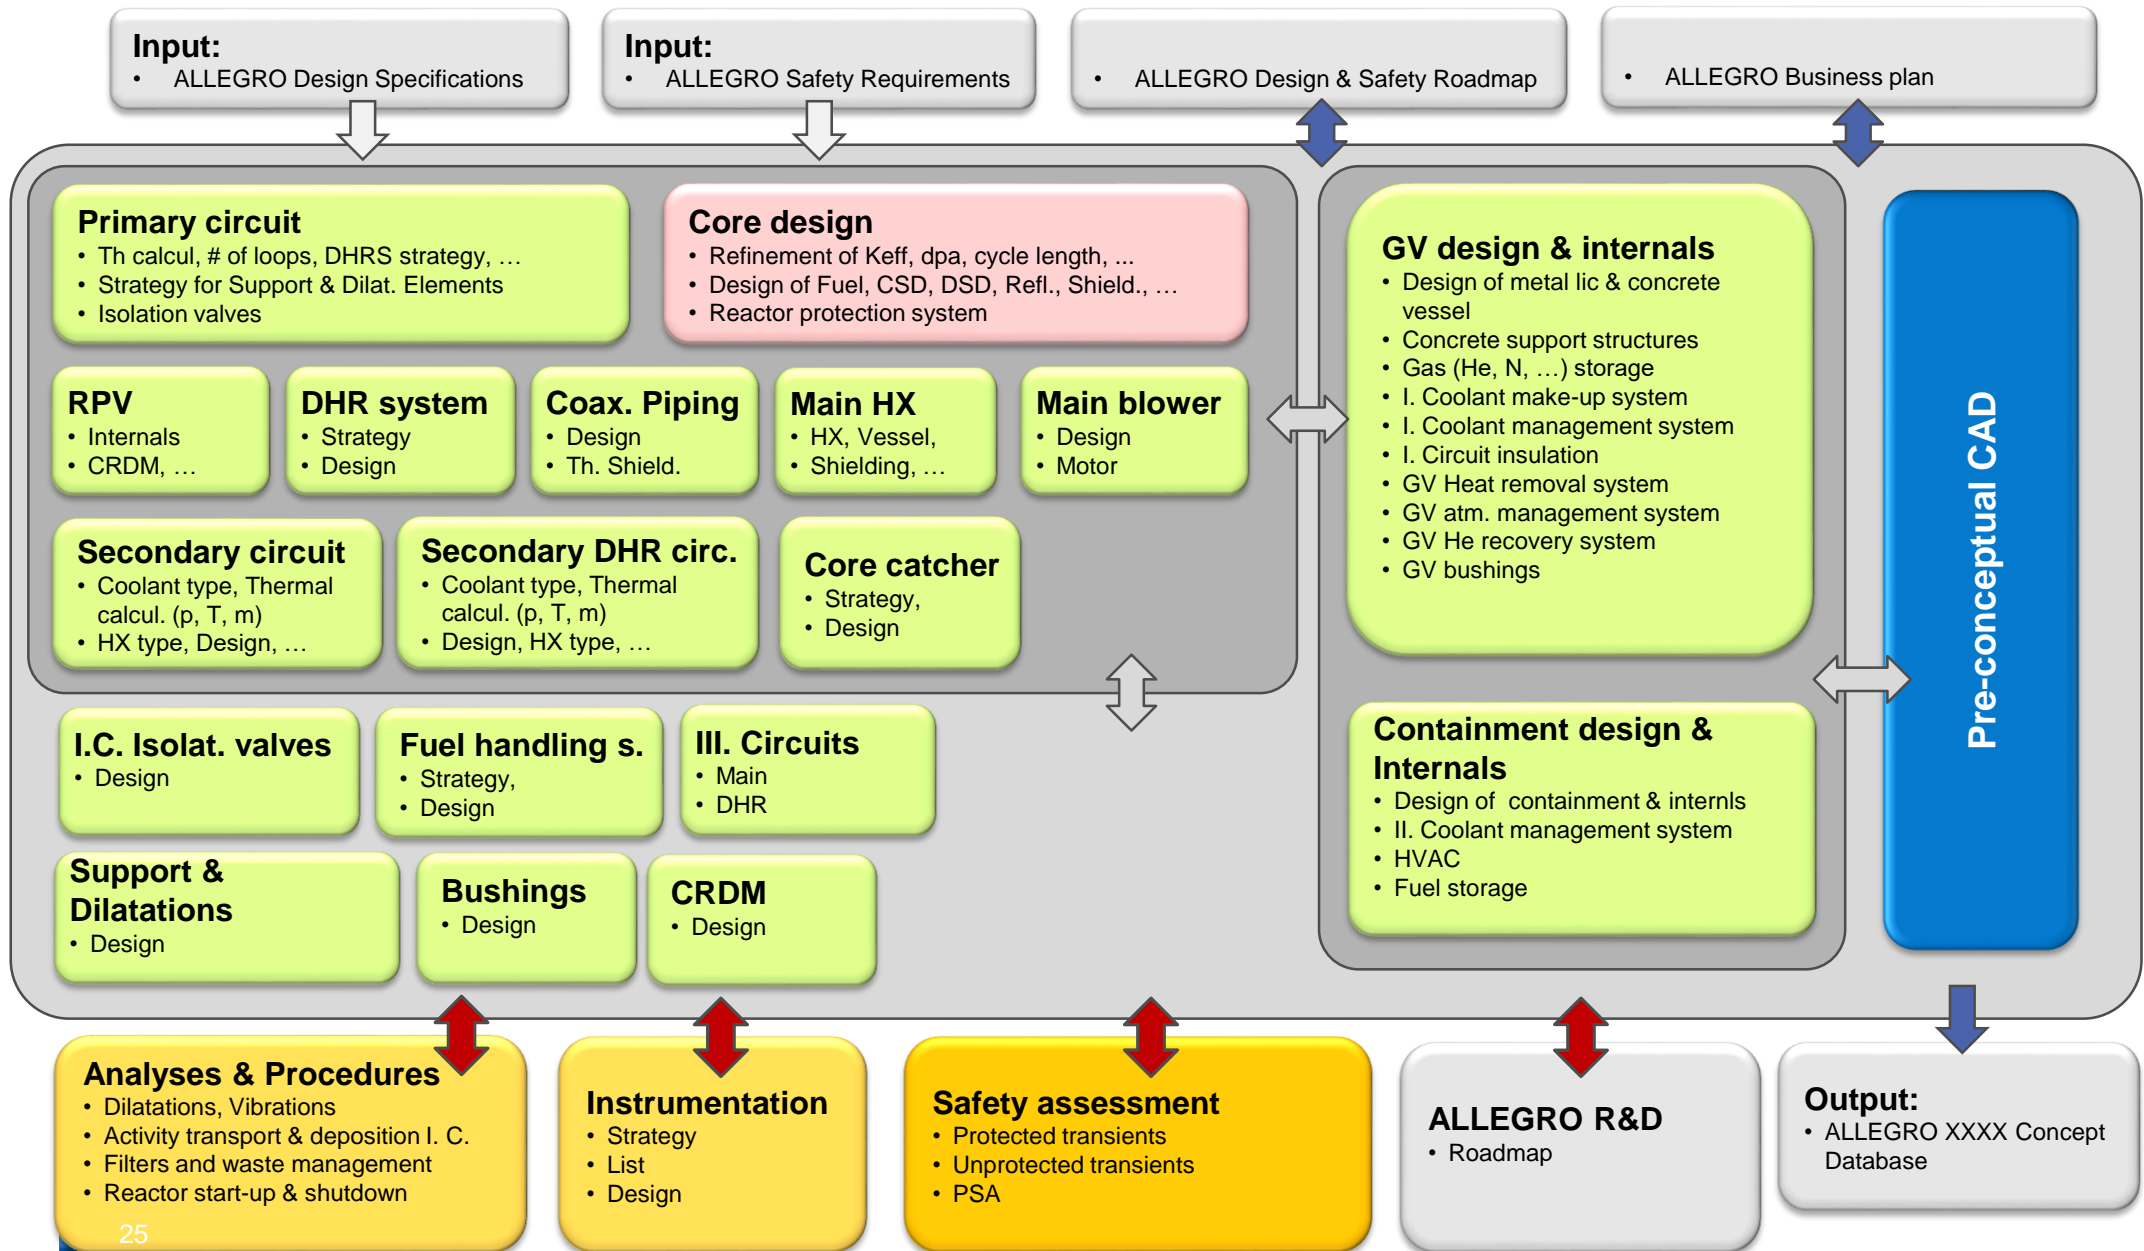 Input:
• ALLEGRO Design Specifications
Input:
• ALLEGRO Safety Requirements
• ALLEGRO Design & Safety Roadmap
• ALLEGRO Business plan
Primary circuit
• Th calcul, # of loops, DHRS strategy, …
• Strategy for Support & Dilat. Elements
• Isolation valves
Core design
• Refinement of Keff, dpa, cycle length, ...
• Design of Fuel, CSD, DSD, Refl., Shield., …
• Reactor protection system
RPV
• Internals
• CRDM, …
DHR system
• Strategy
• Design
Coax. Piping
• Design
• Th. Shield.
Main HX
• HX, Vessel,
• Shielding, …
Main blower
• Design
• Motor
Secondary circuit
• Coolant type, Thermal
calcul. (p, T, m)
• HX type, Design, …
Secondary DHR circ.
• Coolant type, Thermal
calcul. (p, T, m)
• Design, HX type, …
Core catcher
• Strategy,
• Design
GV design & internals
• Design of metal lic & concrete
vessel
• Concrete support structures
• Gas (He, N, …) storage
• I. Coolant make-up system
• I. Coolant management system
• I. Circuit insulation
• GV Heat removal system
• GV atm. management system
• GV He recovery system
• GV bushings
Containment design &
Internals
• Design of containment & internls
• II. Coolant management system
• HVAC
• Fuel storage
Pre-conceptual CAD
I.C. Isolat. valves
• Design
Fuel handling s.
• Strategy,
• Design
III. Circuits
• Main
• DHR
Support &
Dilatations
• Design
Bushings
• Design
CRDM
• Design
Analyses & Procedures
• Dilatations, Vibrations
• Activity transport & deposition I. C.
• Filters and waste management
• Reactor start-up & shutdown
Instrumentation
• Strategy
• List
• Design
Safety assessment
• Protected transients
• Unprotected transients
• PSA
ALLEGRO R&D
• Roadmap
Output:
• ALLEGRO XXXX Concept
Database
25